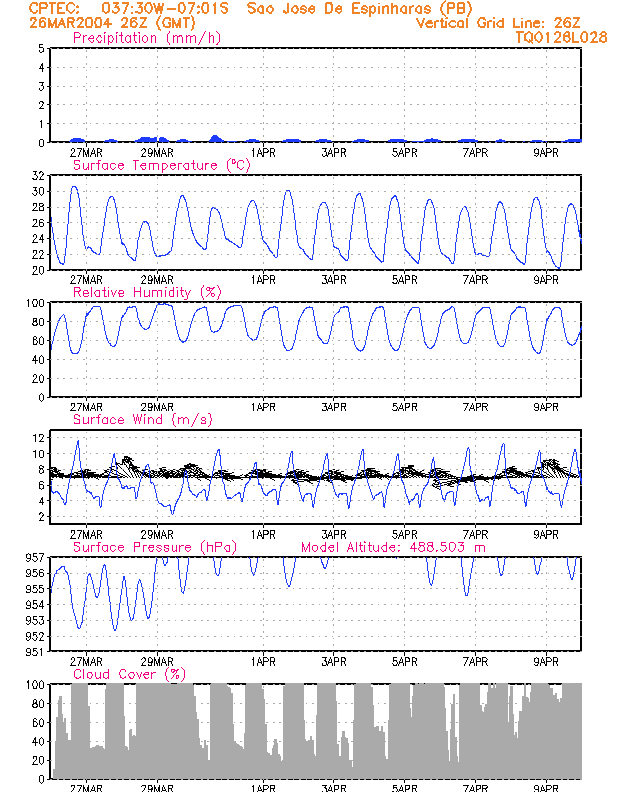 CPTEC: 037:30W-07:01S Sao Jose De Espinharas (PB)
26MAR2004 26Z (GMT) Vertical Grid Line: 26Z
Precipitation (mm/h) TQ0126L028
5
4
3
2
1
0
27MAR 29MAR 1APR 3APR 5APR 7APR 9APR
Surface Temperature (ºC)
32
30
28
26
24
22
20
27MAR 29MAR 1APR 3APR 5APR 7APR 9APR
Relative Humidity (%)
100
80
60
40
20
0
27MAR 29MAR 1APR 3APR 5APR 7APR 9APR
Surface Wind (m/s)
12
10
8
6
4
2
27MAR 29MAR 1APR 3APR 5APR 7APR 9APR
Surface Pressure (hPa) Model Altitude: 488.503 m
957
956
955
954
953
952
951
27MAR 29MAR 1APR 3APR 5APR 7APR 9APR
Cloud Cover (%)
100
80
60
40
20
0
27MAR 29MAR 1APR 3APR 5APR 7APR 9APR